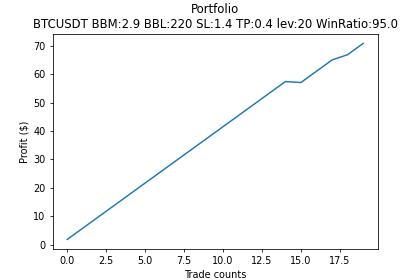 Portfolio
BTCUSDT BBM:2.9 BBL:220 SL:1.4 TP:0.4 lev:20 WinRatio:95.0
70
60
50
40
30
20
10
0
Profit ($)
0.0 2.5 5.0 7.5 10.0 12.5 15.0 17.5
Trade counts